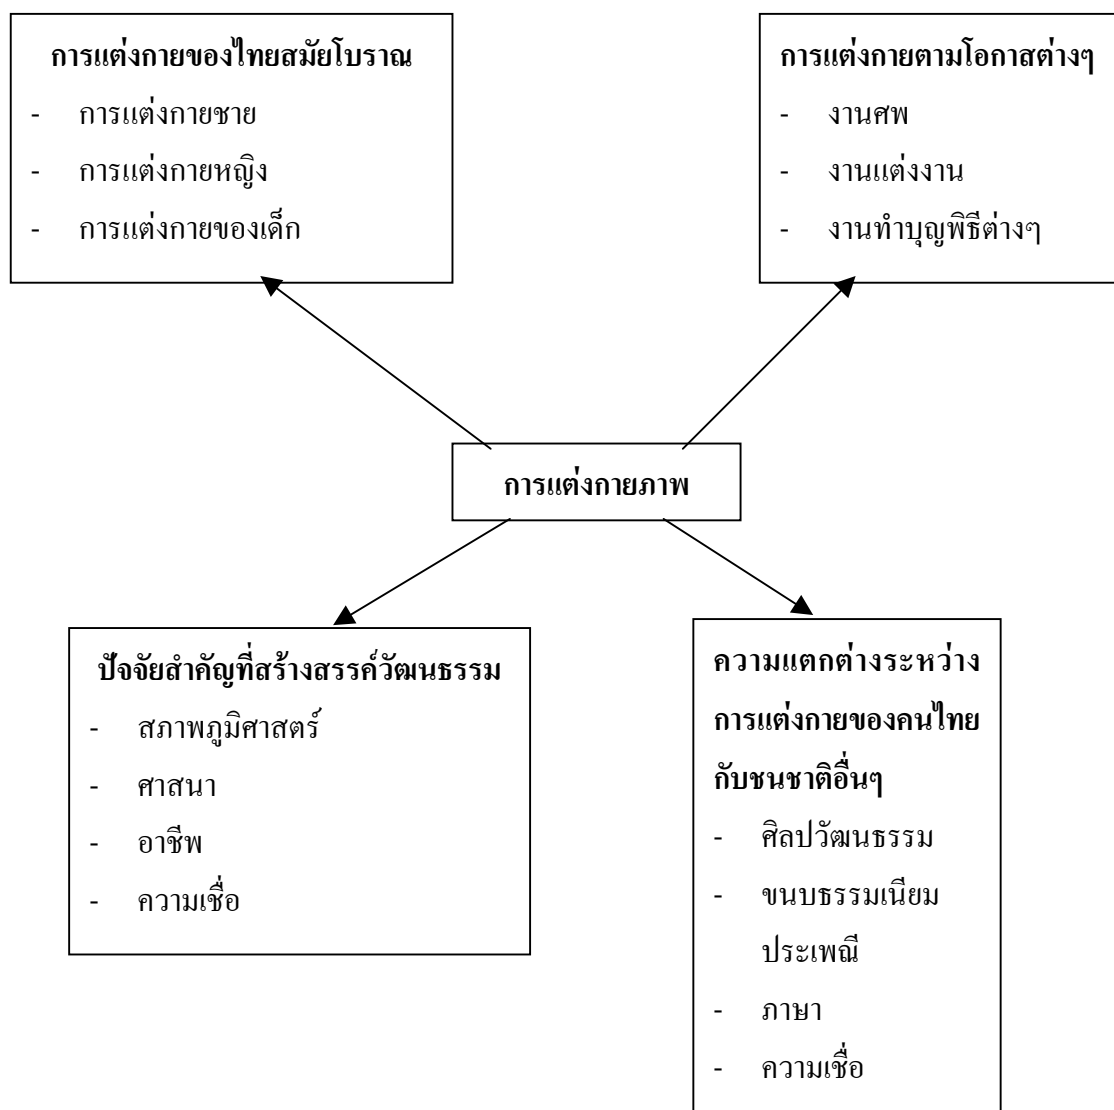 การแต่งกายของไทยสมัยโบราณ
- การแต่งกายชาย
- การแต่งกายหญิง
- การแต่งกายของเด็ก
การแต่งกายตามโอกาสต่างๆ
- งานศพ
- งานแต่งงาน
- งานทำบุญพิธีต่างๆ
การแต่งกายภาพ
ปัจจัยสำคัญที่สร้างสรรค์วัฒนธรรม
- สภาพภูมิศาสตร์
- ศาสนา
- อาชีพ
- ความเชื่อ
ความแตกต่างระหว่าง
การแต่งกายของคนไทย
กับชนชาติอื่นๆ
- ศิลปวัฒนธรรม
- ขนบธรรมเนียม
ประเพณี
- ภาษา
- ความเชื่อ